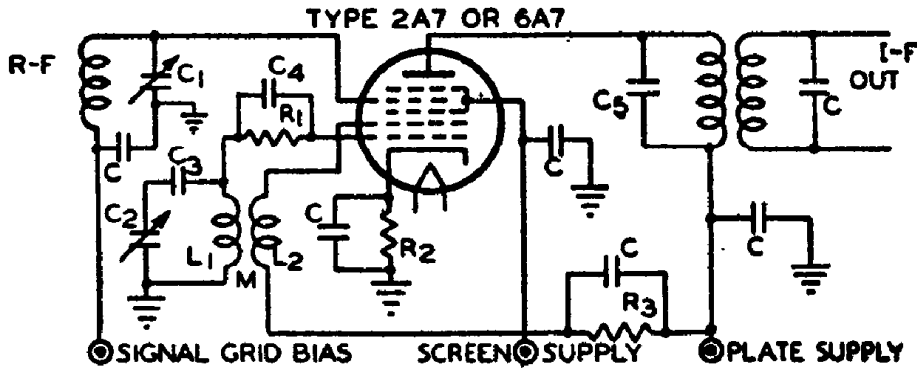 TYPE 2A7 OR 6A7
R-F
I-F
OUT
C1
C4
R1
C5
C
C
C3
C
C2
L1
M
L2
C
R2
C
C
R3
SIGNAL GRID BIAS
SCREEN SUPPLY
PLATE SUPPLY